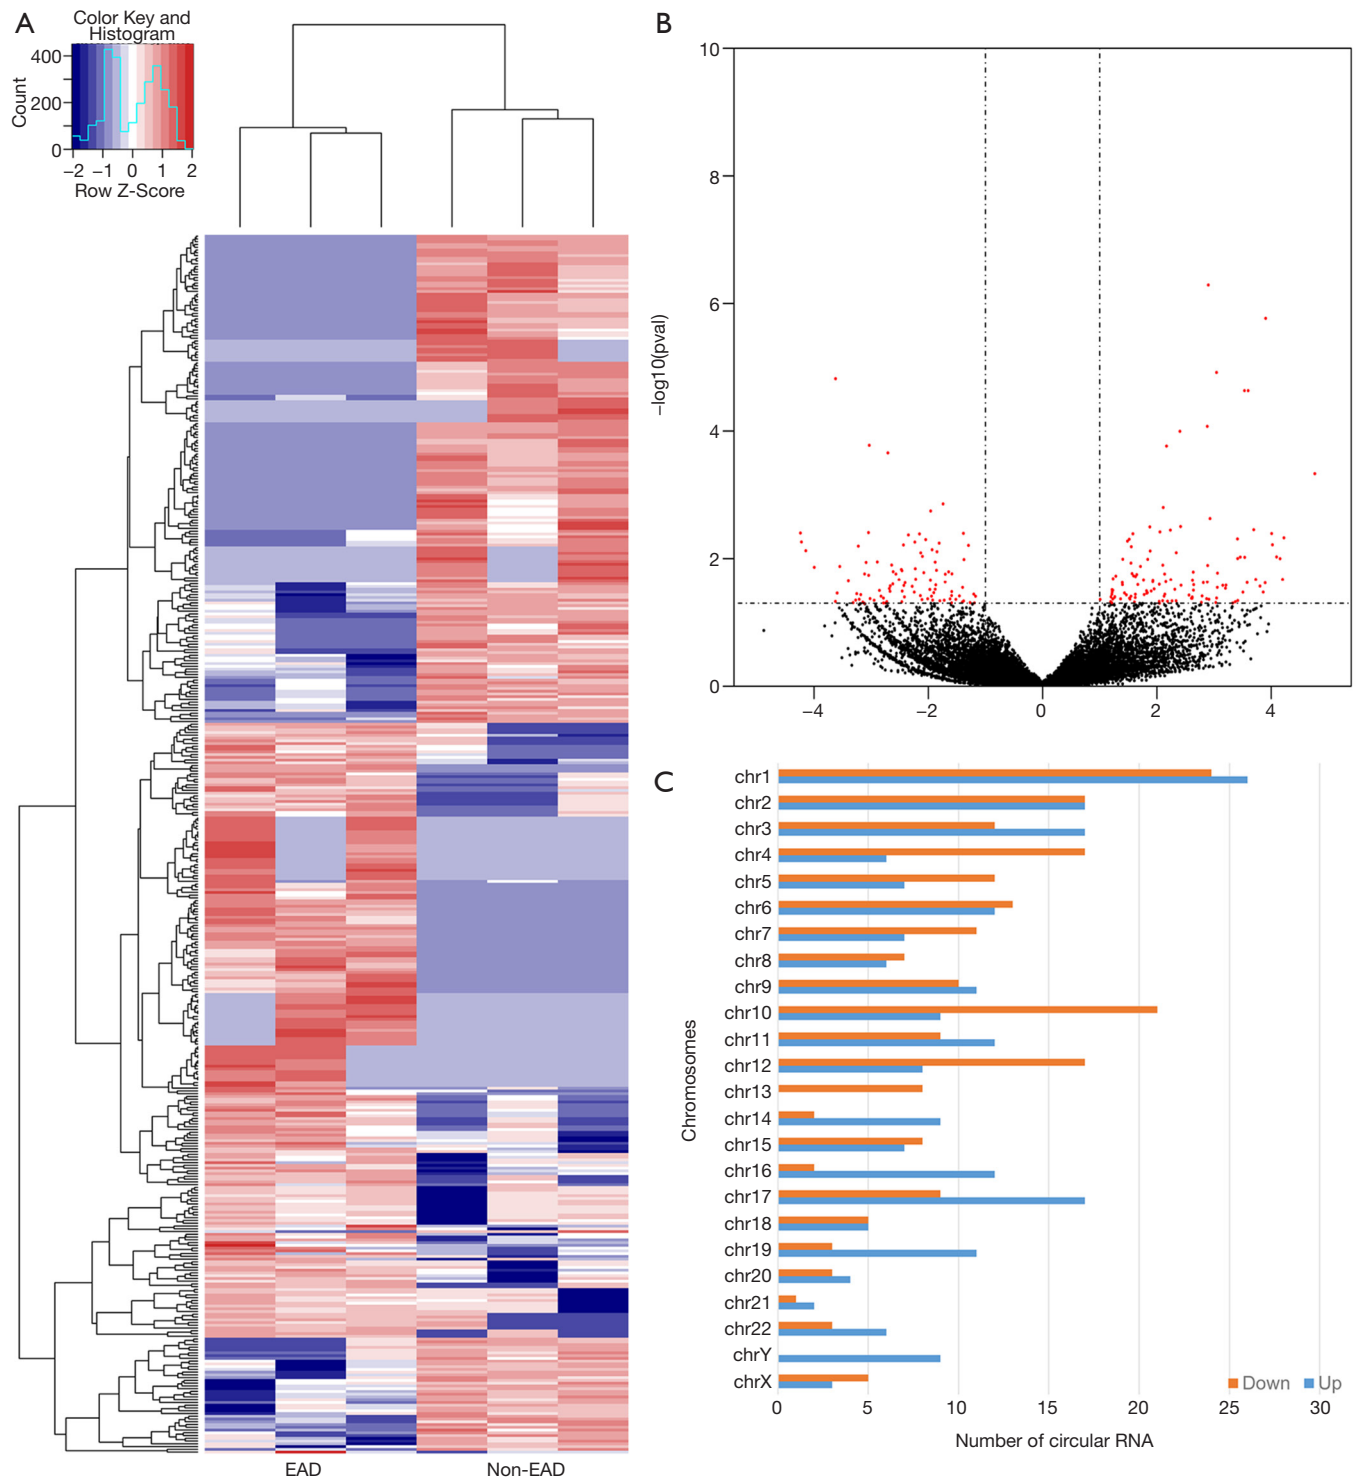 A
Color Key and
Histogram
400
200
0
Count
−2 −1 0 1 2
Row Z-Score
EAD Non-EAD
B
10
8
6
4
2
0
−log10(pval)
−4 −2 0 2 4
C
chr1
chr2
chr3
chr4
chr5
chr6
chr7
chr8
chr9
chr10
chr11
chr12
chr13
chr14
chr15
chr16
chr17
chr18
chr19
chr20
chr21
chr22
chrY
chrX
Chromosomes
Down Up
0 5 10 15 20 25 30
Number of circular RNA